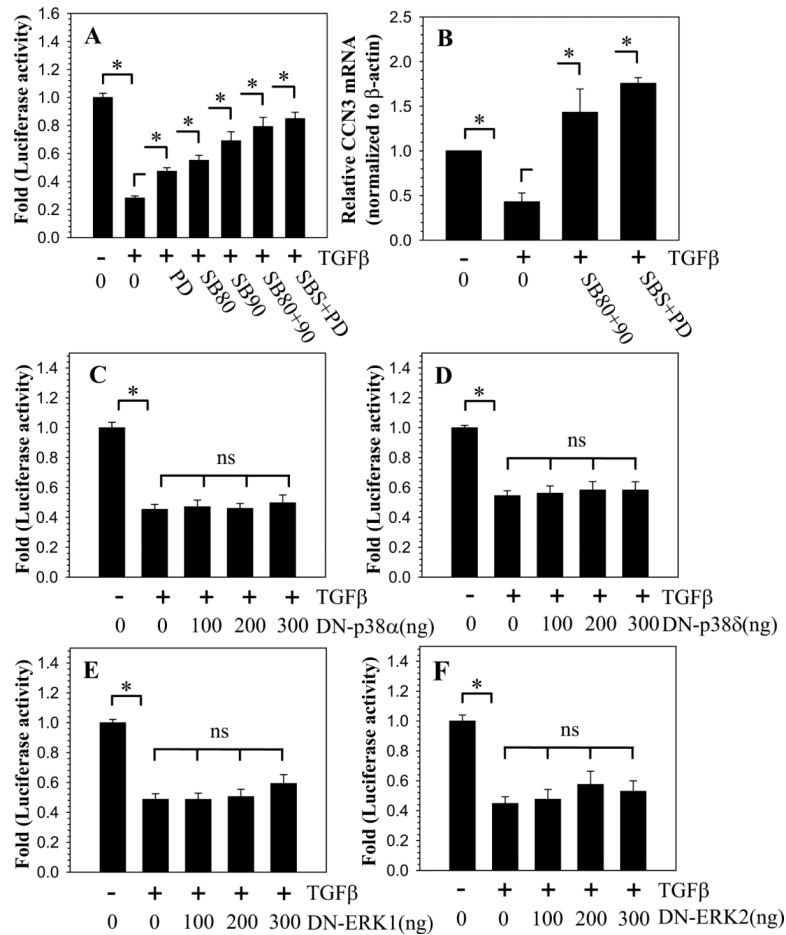 A
Fold (Luciferase activity)
1.6
1.4
1.2
1.0
0.8
0.6
0.4
0.2
0.0
*
*
*
*
*
*
- + + + + + + TGFβ
0 0 PD SB80 SB90 SB80+90 SBS+PD
B
Relative CCN3 mRNA
(normalized to β-actin)
2.5
2.0
1.5
1.0
0.5
0.0
*
*
*
- + + + TGFβ
0 0 SB80+90 SBS+PD
C
Fold (Luciferase activity)
1.4
1.2
1.0
0.8
0.6
0.4
0.2
0.0
*
ns
- + + + + TGFβ
0 0 100 200 300 DN-p38α(ng)
D
Fold (Luciferase activity)
1.4
1.2
1.0
0.8
0.6
0.4
0.2
0.0
*
ns
- + + + + TGFβ
0 0 100 200 300 DN-p38δ(ng)
E
Fold (Luciferase activity)
1.4
1.2
1.0
0.8
0.6
0.4
0.2
0.0
*
ns
- + + + + TGFβ
0 0 100 200 300 DN-ERK1(ng)
F
Fold (Luciferase activity)
1.4
1.2
1.0
0.8
0.6
0.4
0.2
0.0
*
ns
- + + + + TGFβ
0 0 100 200 300 DN-ERK2(ng)